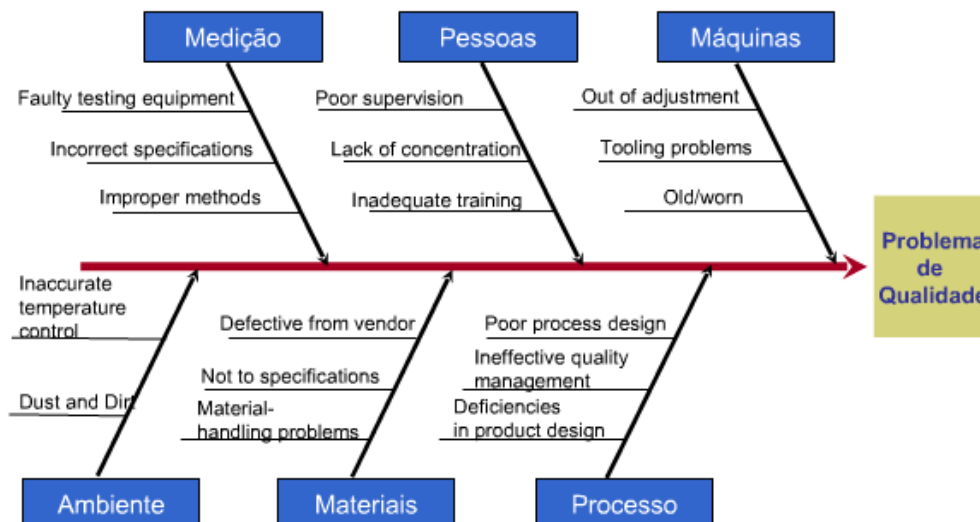 Medição
Pessoas
Máquinas
Faulty testing equipment
Poor supervision
Out of adjustment
Incorrect specifications
Lack of concentration
Tooling problems
Improper methods
Inadequate training
Old/worn
Problema
de
Qualidade
Inaccurate
temperature
control
Defective from vendor
Poor process design
Not to specifications
Ineffective quality
management
Dust and Dirt
Material-
handling problems
Deficiencies
in product design
Ambiente
Materiais
Processo